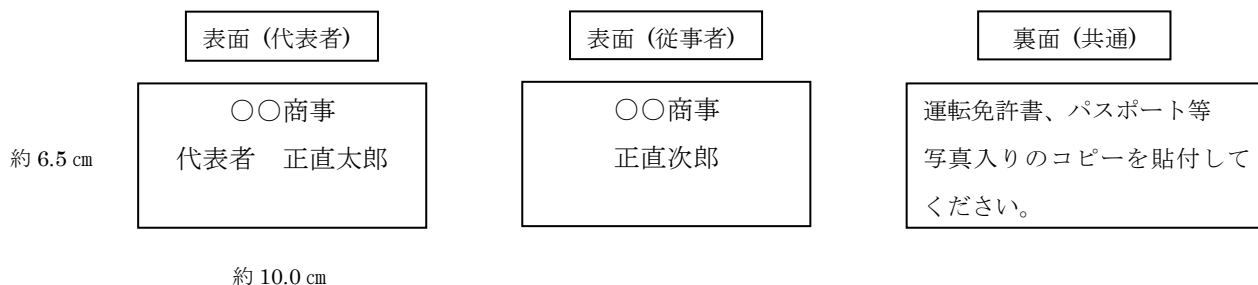 表面 (代表者)
表面 (従事者)
裏面 (共通)
○○商事
代表者　正直太郎
○○商事
正直次郎
運転免許書、パスポート等
写真入りのコピーを貼付して
ください。
約 6.5 ㎝
約 10.0 ㎝